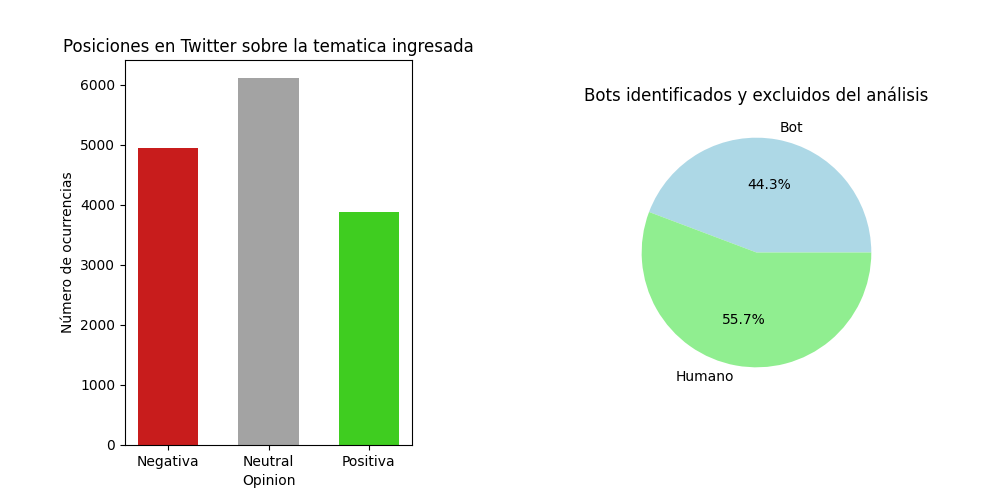 Posiciones en Twitter sobre la tematica ingresada
Número de ocurrencias
6000
5000
4000
3000
2000
1000
0
Negativa
Neutral
Positiva
Opinion
Bots identificados y excluidos del análisis
Bot
44.3%
55.7%
Humano